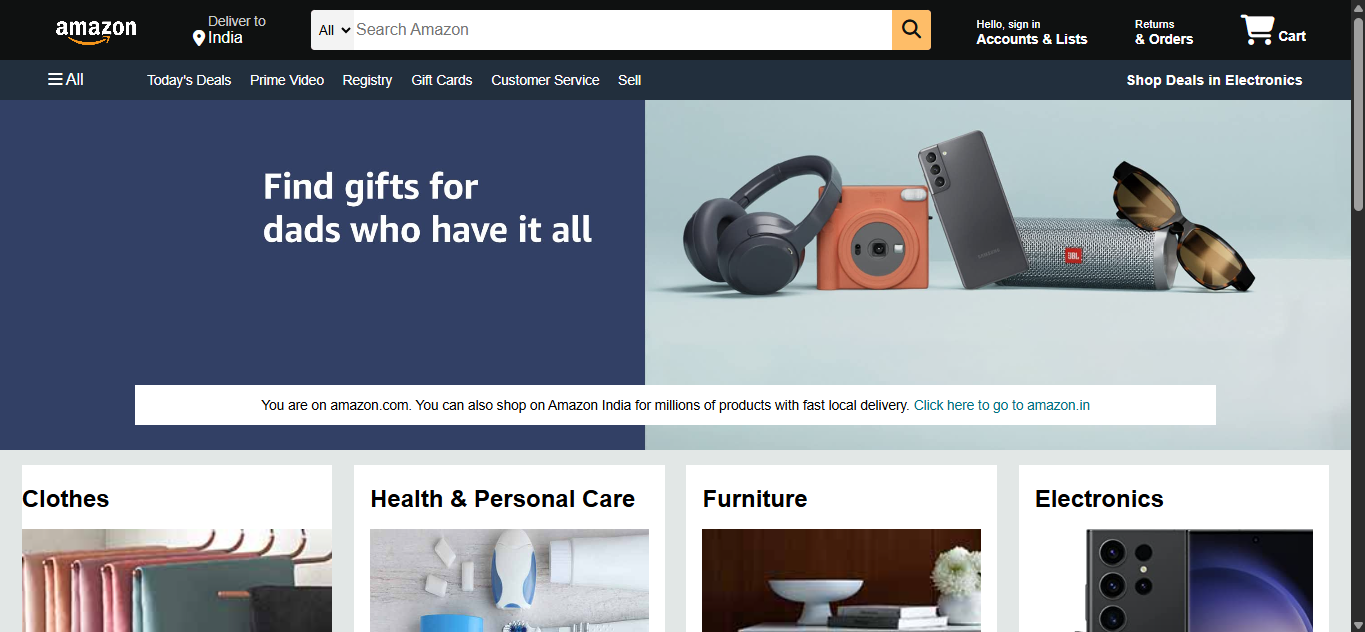 amazon
Deliver to
India
All
Search Amazon
Hello, sign in
Accounts & Lists
Returns
& Orders
Cart
All
Today's Deals
Prime Video
Registry
Gift Cards
Customer Service
Sell
Shop Deals in Electronics
Find gifts for
dads who have it all
SAMSUNG
JBL
You are on amazon.com. You can also shop on Amazon India for millions of products with fast local delivery. Click here to go to amazon.in
Clothes
Health & Personal Care
Furniture
Electronics